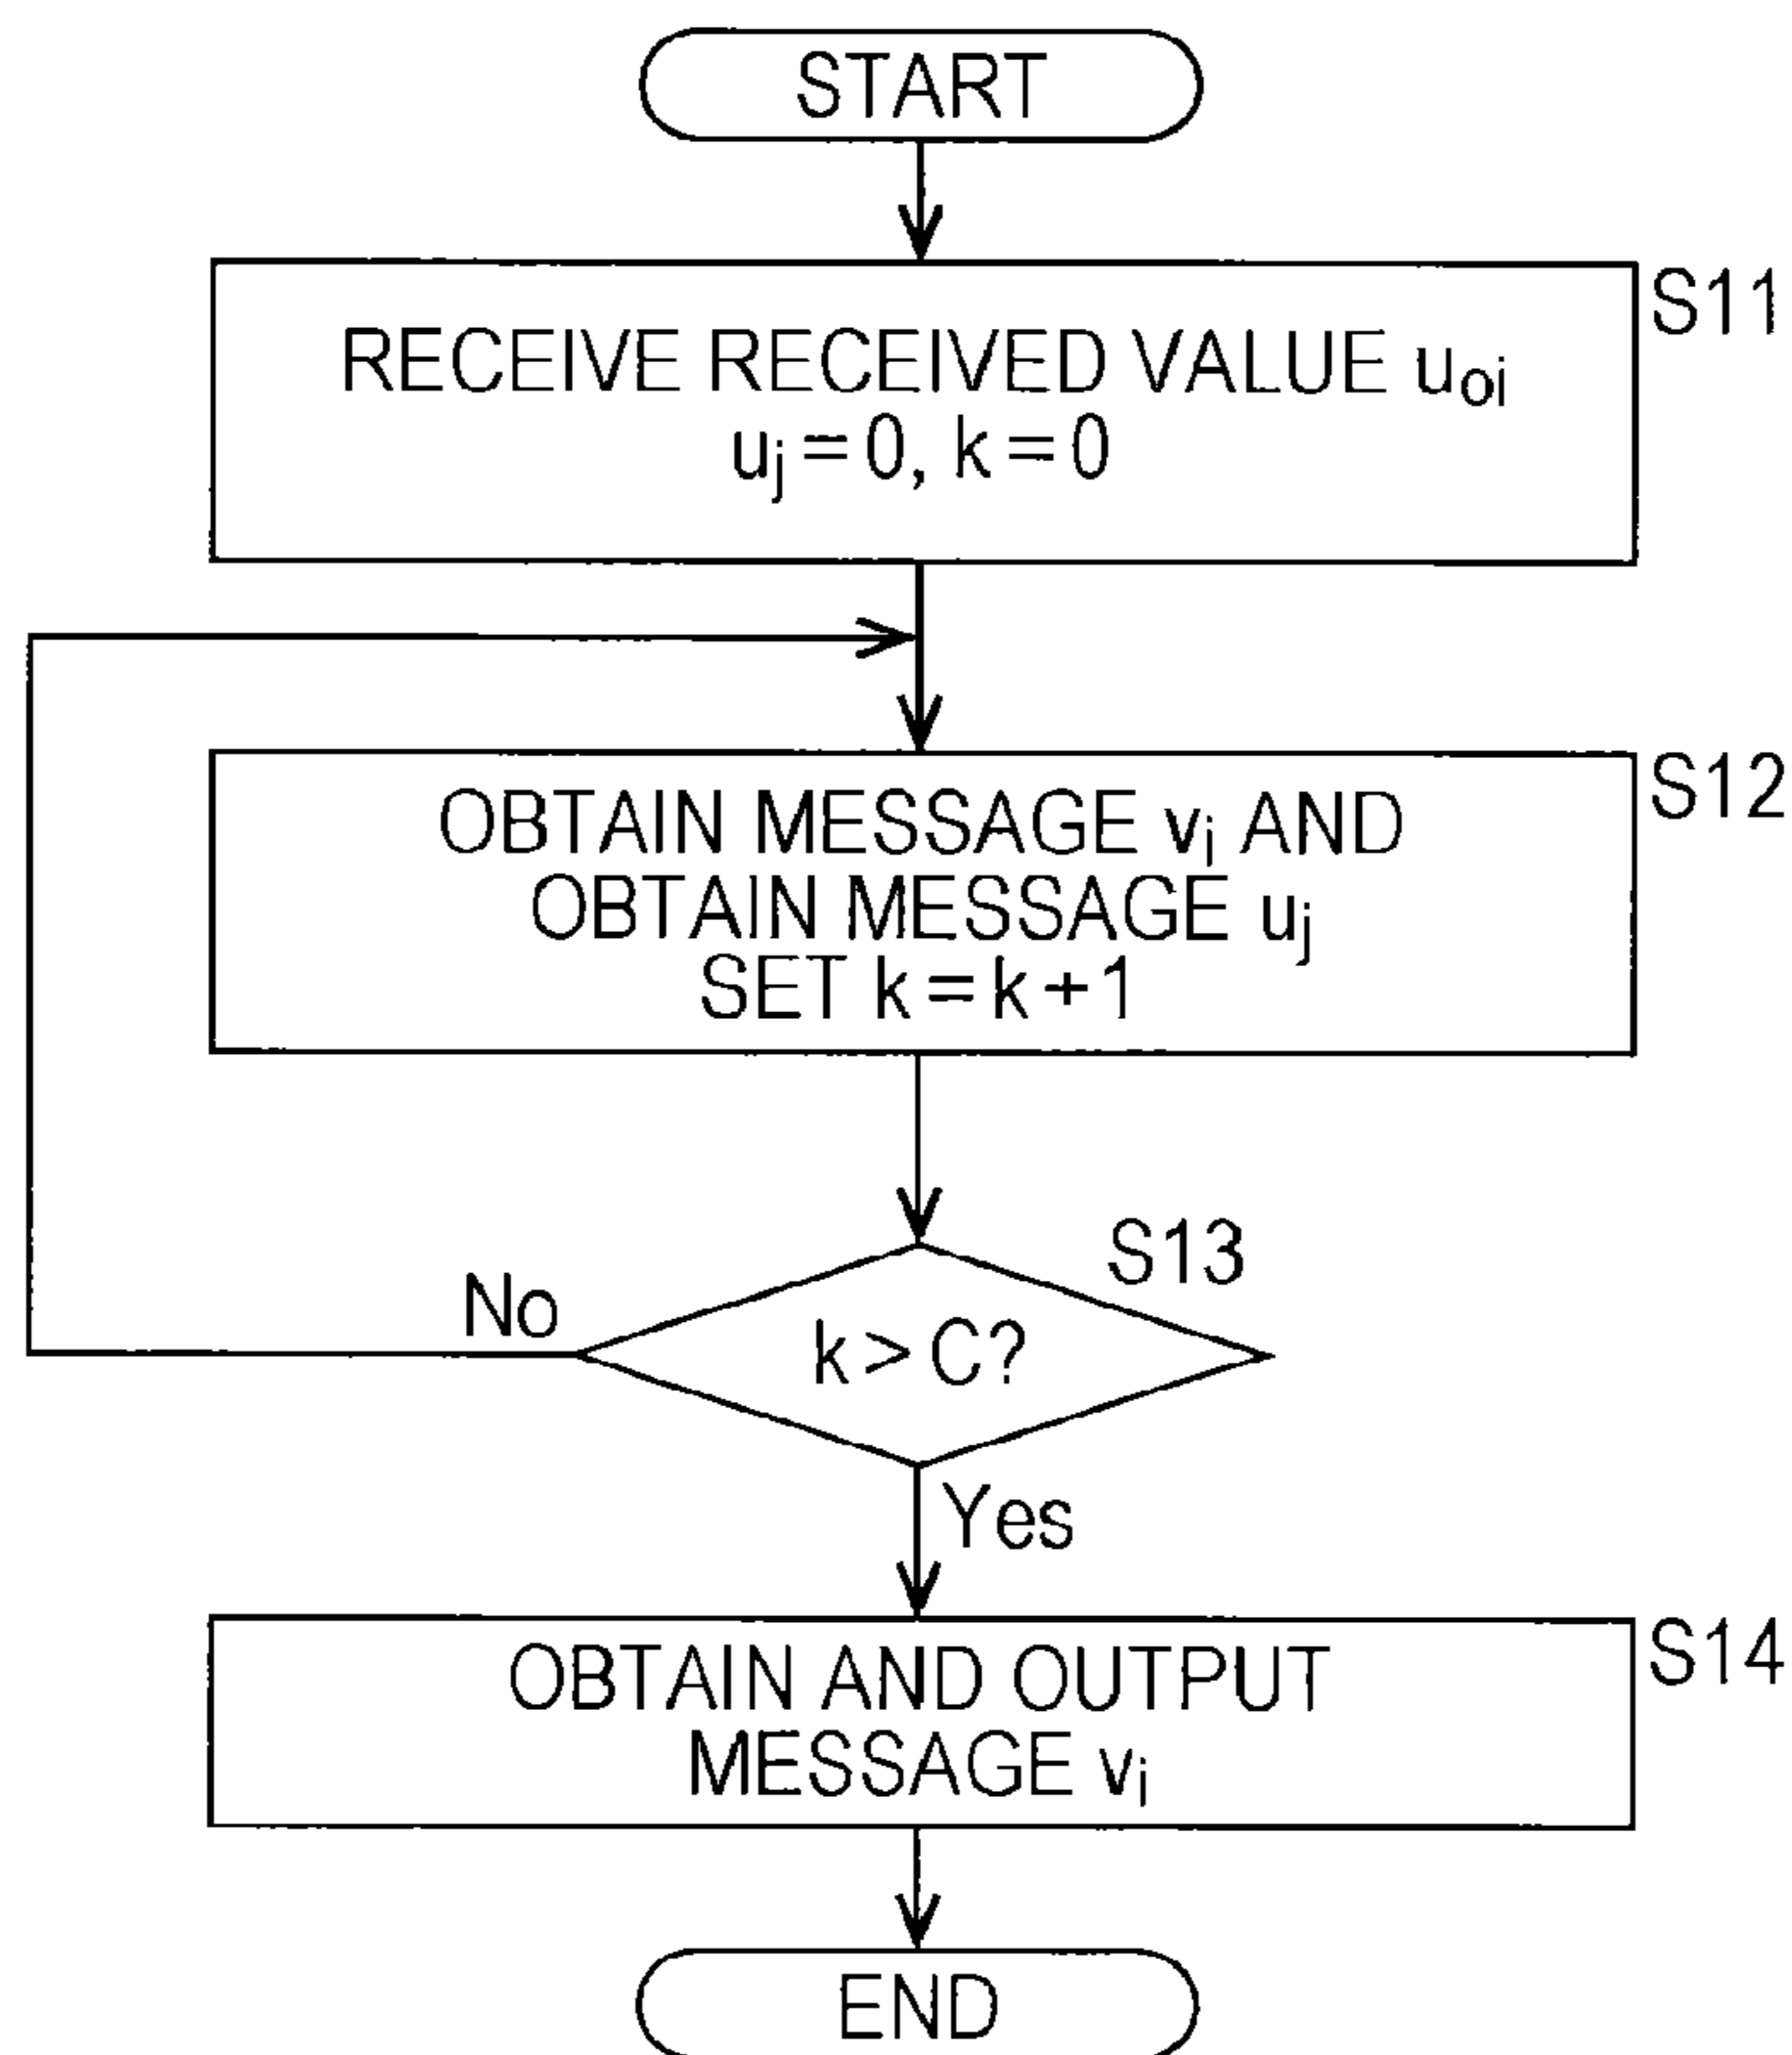 START
S11
RECEIVE RECEIVED VALUE u₀ᵢ
uⱼ=0, k=0
S12
OBTAIN MESSAGE vᵢ AND
OBTAIN MESSAGE uⱼ
SET k=k+1
S13
No
k>C?
Yes
S14
OBTAIN AND OUTPUT
MESSAGE vᵢ
END